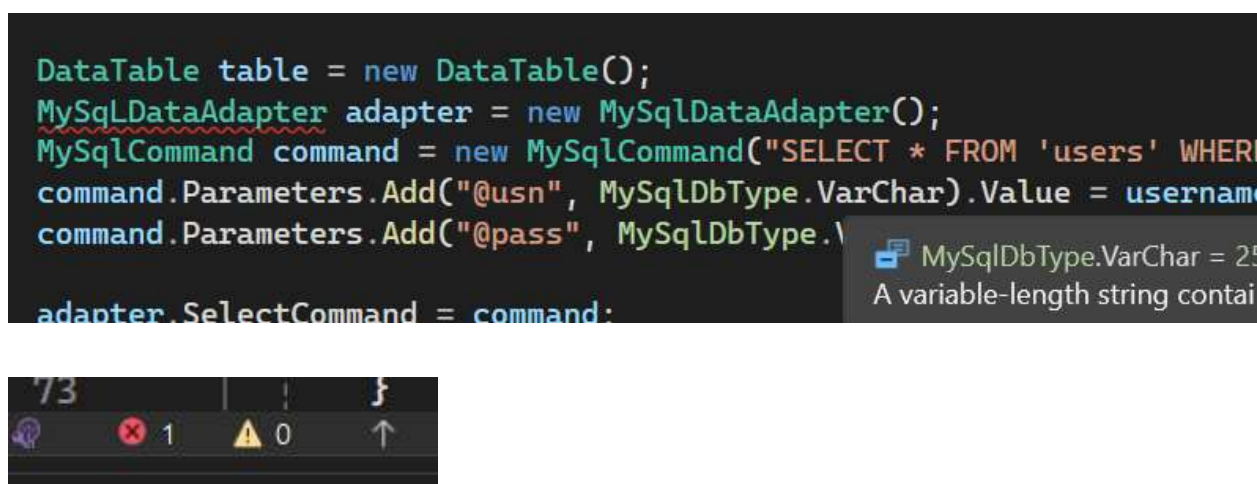 DataTable table = new DataTable();
MySqLDataAdapter adapter = new MySqlDataAdapter();
MySqlCommand command = new MySqlCommand("SELECT * FROM 'users' WHER
command.Parameters.Add("@usn", MySqlDbType.VarChar).Value = usernam
command.Parameters.Add("@pass", MySqlDbType.
MySqlDbType.VarChar = 25
A variable-length string contai
adapter.SelectCommand = command;
73 }
1 0